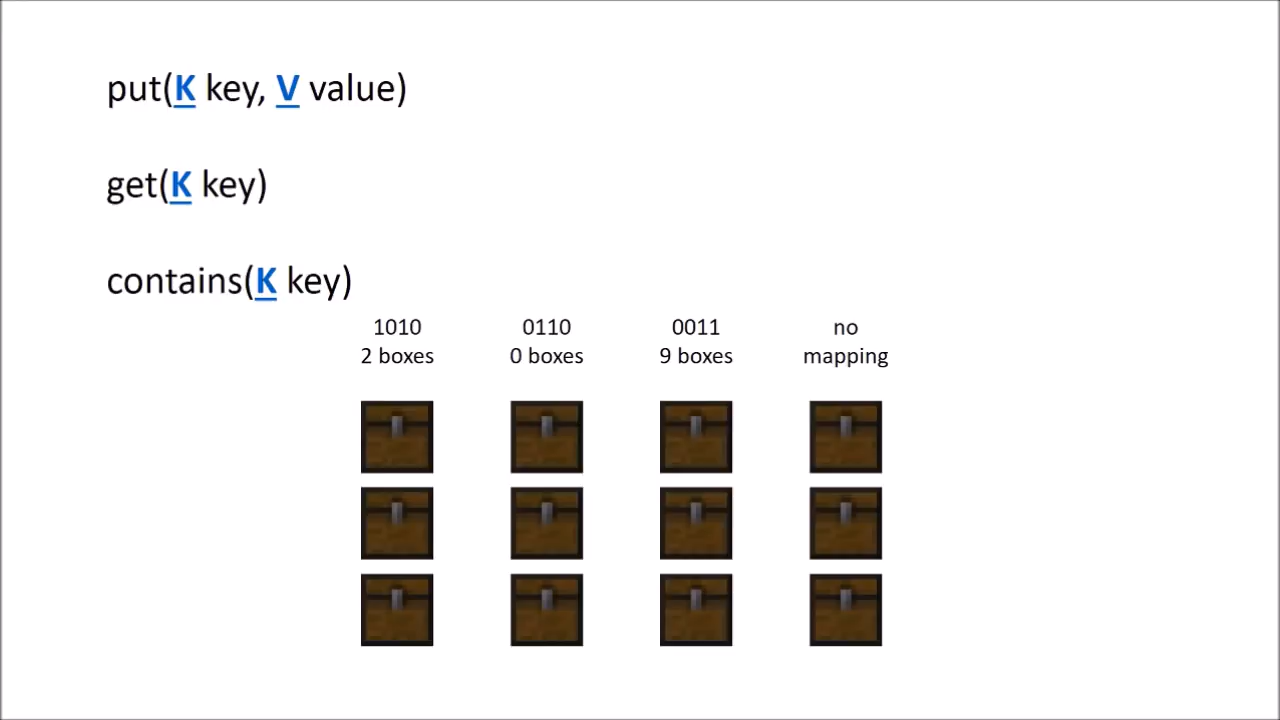 put(K key, V value)
get(K key)
contains(K key)
1010 0110 0011 no
2 boxes 0 boxes 9 boxes mapping